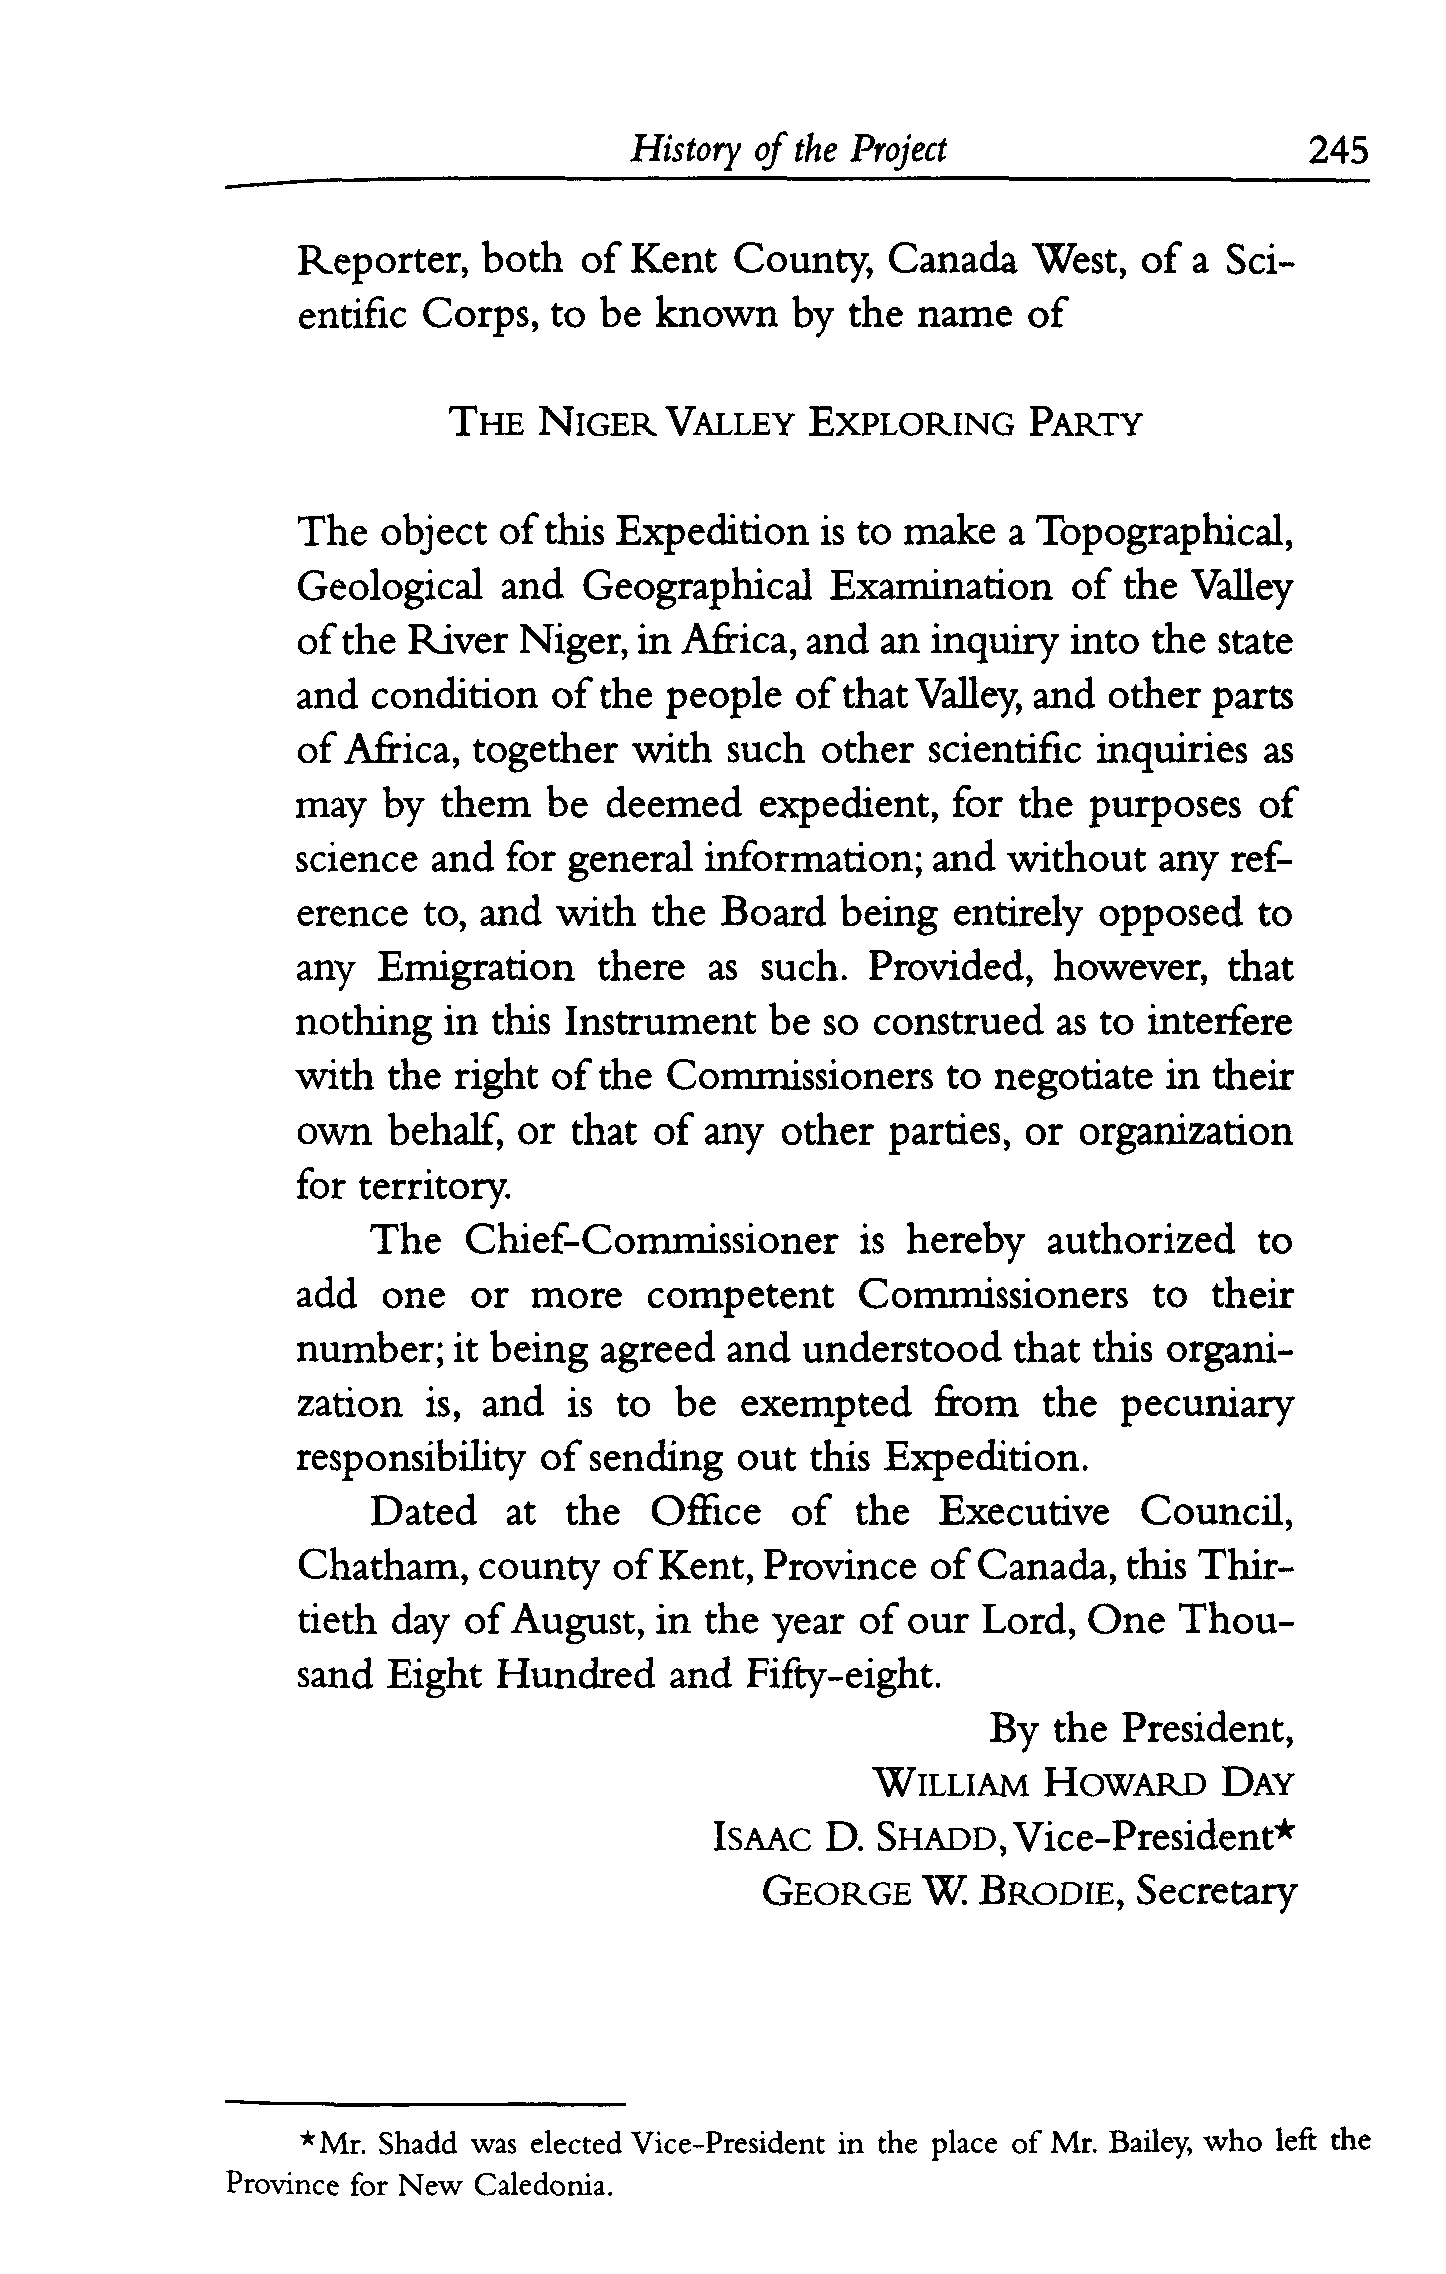 History of the Project 245
Reporter, both of Kent County, Canada West, of a Sci-
entific Corps, to be known by the name of
THE NIGER VALLEY EXPLORING PARTY
The object of this Expedition is to make a Topographical,
Geological and Geographical Examination of the Valley
of the River Niger, in Africa, and an inquiry into the state
and condition of the people of that Valley, and other parts
of Africa, together with such other scientific inquiries as
may by them be deemed expedient, for the purposes of
science and for general information; and without any ref-
erence to, and with the Board being entirely opposed to
any Emigration there as such. Provided, however, that
nothing in this Instrument be so construed as to interfere
with the right of the Commissioners to negotiate in their
own behalf, or that of any other parties, or organization
for territory.
The Chief-Commissioner is hereby authorized to
add one or more competent Commissioners to their
number; it being agreed and understood that this organi-
zation is, and is to be exempted from the pecuniary
responsibility of sending out this Expedition.
Dated at the Office of the Executive Council,
Chatham, county of Kent, Province of Canada, this Thir-
tieth day of August, in the year of our Lord, One Thou-
sand Eight Hundred and Fifty-eight.
By the President,
WILLIAM HOWARD DAY
ISAAC D. SHADD, Vice-President*
GEORGE W. BRODIE, Secretary
*Mr. Shadd was elected Vice-President in the place of Mr. Bailey, who left the
Province for New Caledonia.